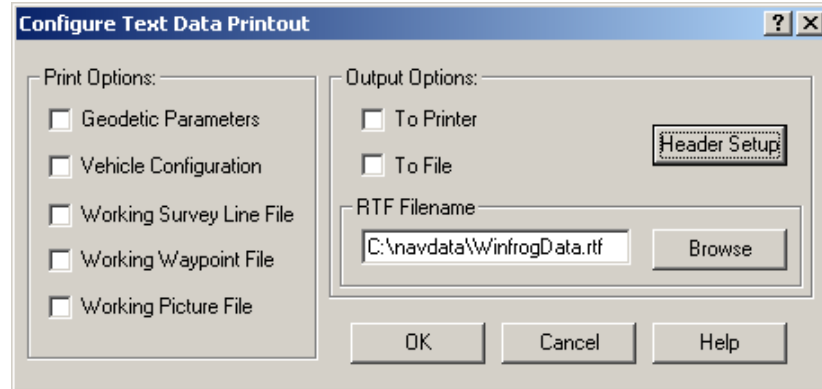 Configure Text Data Printout
Print Options:
Geodetic Parameters
Vehicle Configuration
Working Survey Line File
Working Waypoint File
Working Picture File
Output Options:
To Printer
To File
Header Setup
RTF Filename
C:\navdata\WinfrogData.rtf
Browse
OK
Cancel
Help